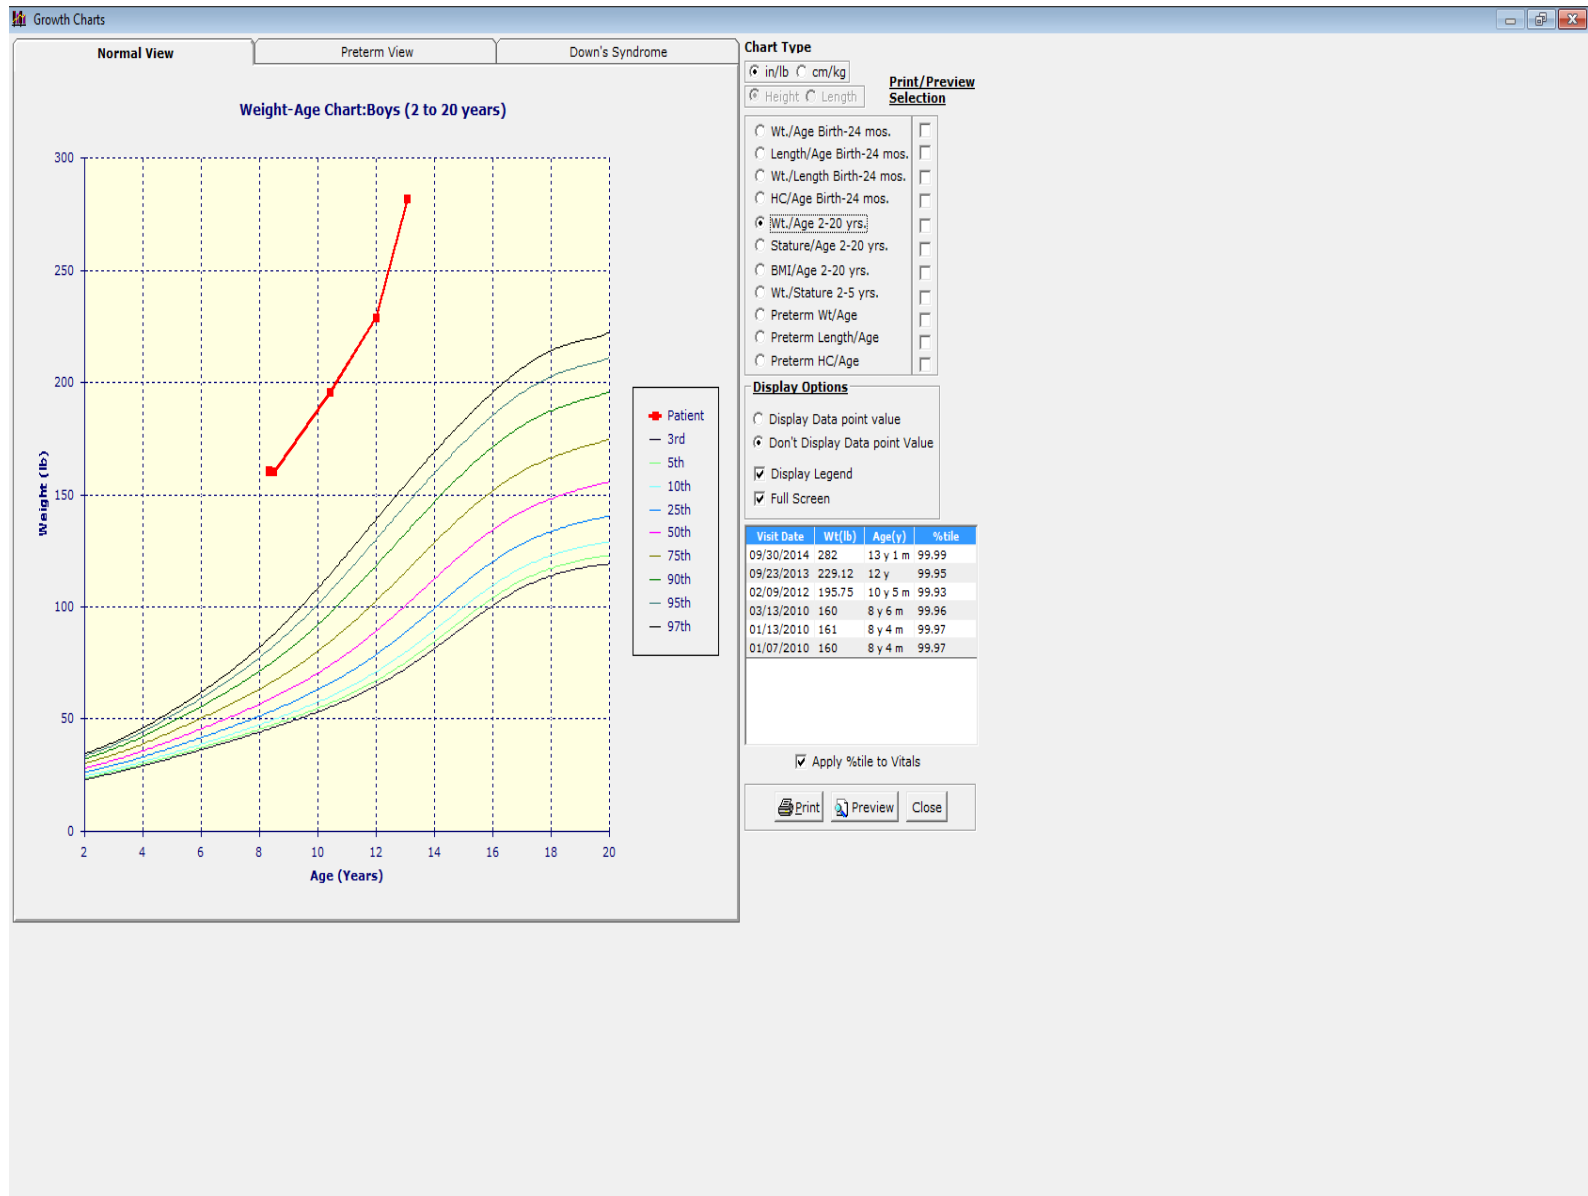 Growth Charts
Normal View
Preterm View
Down's Syndrome
Weight-Age Chart:Boys (2 to 20 years)
300
250
200
150
100
50
0
Weight (lb)
2 4 6 8 10 12 14 16 18 20
Age (Years)
Patient
3rd
5th
10th
25th
50th
75th
90th
95th
97th
Chart Type
in/lb cm/kg
Height Length
Print/Preview
Selection
Wt./Age Birth-24 mos.
Length/Age Birth-24 mos.
Wt./Length Birth-24 mos.
HC/Age Birth-24 mos.
Wt./Age 2-20 yrs.
Stature/Age 2-20 yrs.
BMI/Age 2-20 yrs.
Wt./Stature 2-5 yrs.
Preterm Wt/Age
Preterm Length/Age
Preterm HC/Age
Display Options
Display Data point value
Don't Display Data point Value
Display Legend
Full Screen
Visit Date Wt(lb) Age(y) %tile
09/30/2014 282 13 y 1 m 99.99
09/23/2013 229.12 12 y 99.95
02/09/2012 195.75 10 y 5 m 99.93
03/13/2010 160 8 y 6 m 99.96
01/13/2010 161 8 y 4 m 99.97
01/07/2010 160 8 y 4 m 99.97
Apply %tile to Vitals
Print Preview Close